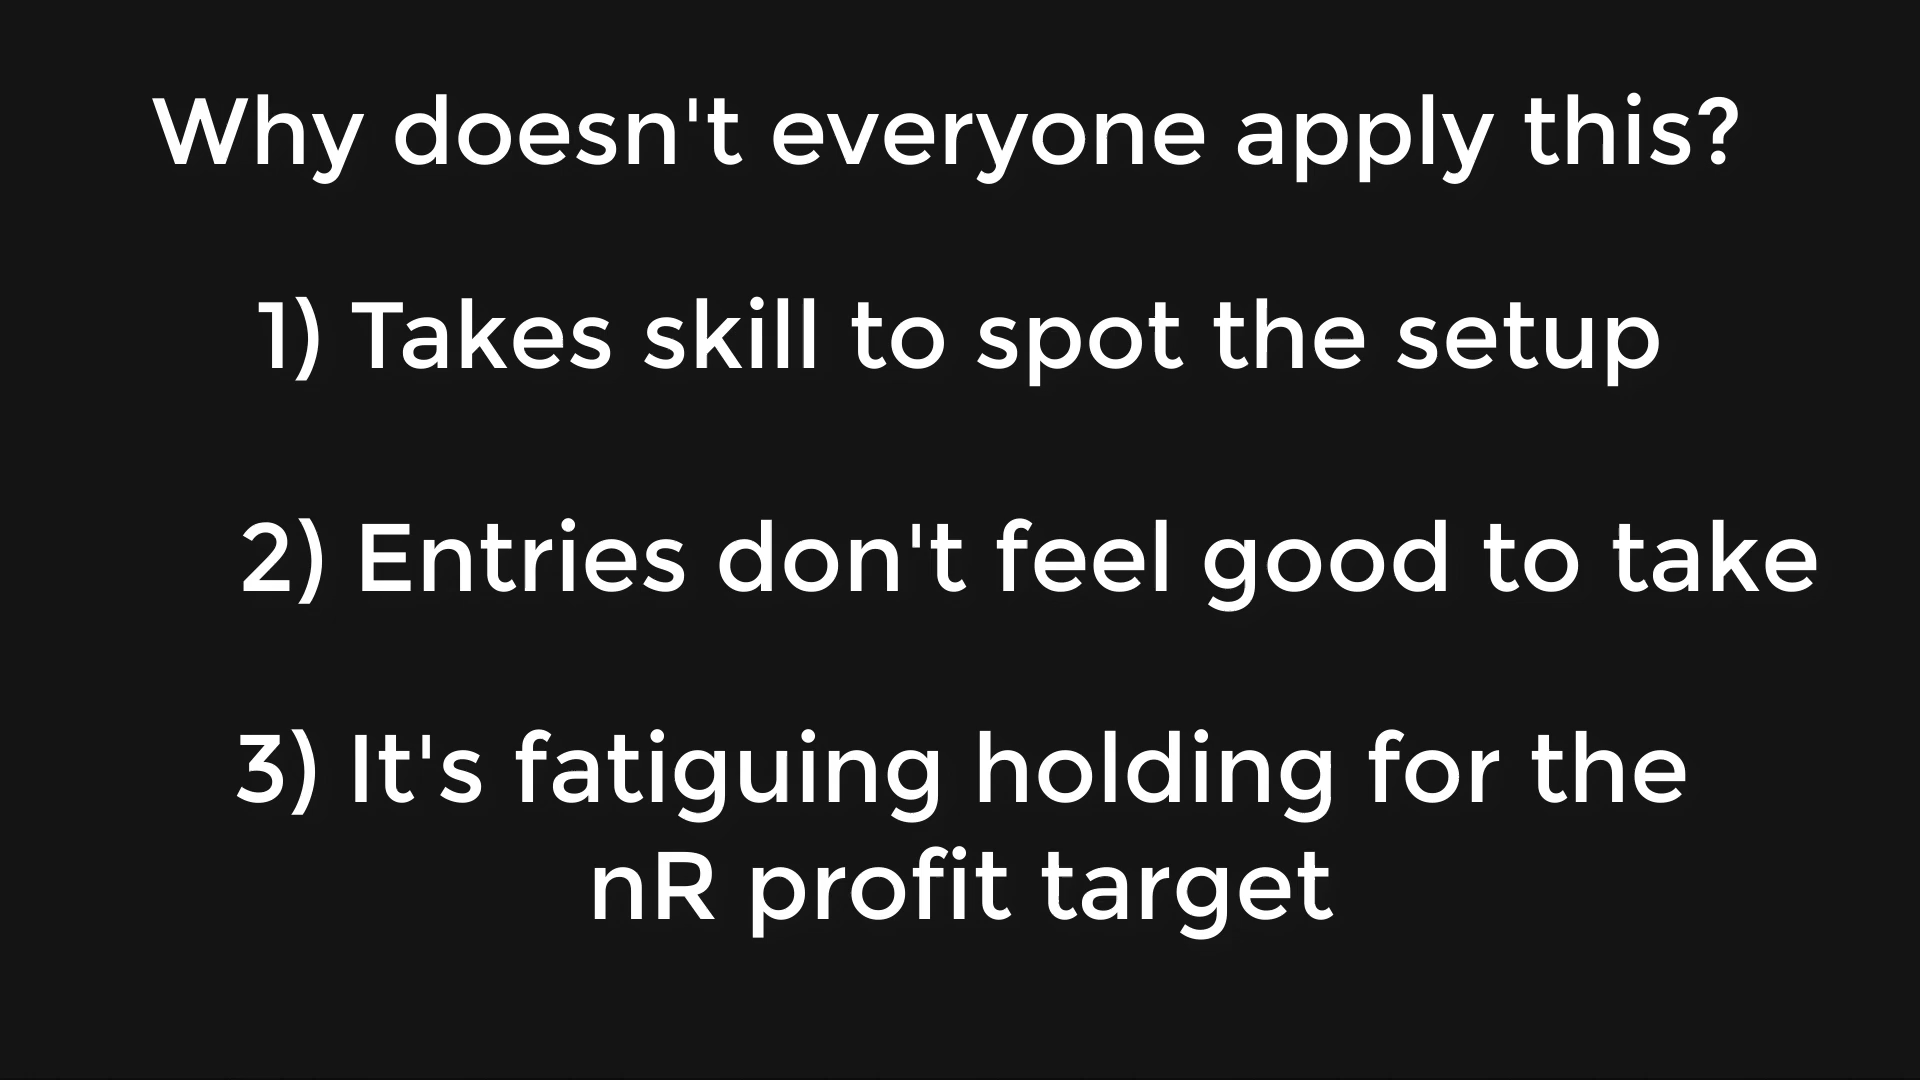 Why doesn't everyone apply this?
1) Takes skill to spot the setup
2) Entries don't feel good to take
3) It's fatiguing holding for the
nR profit target